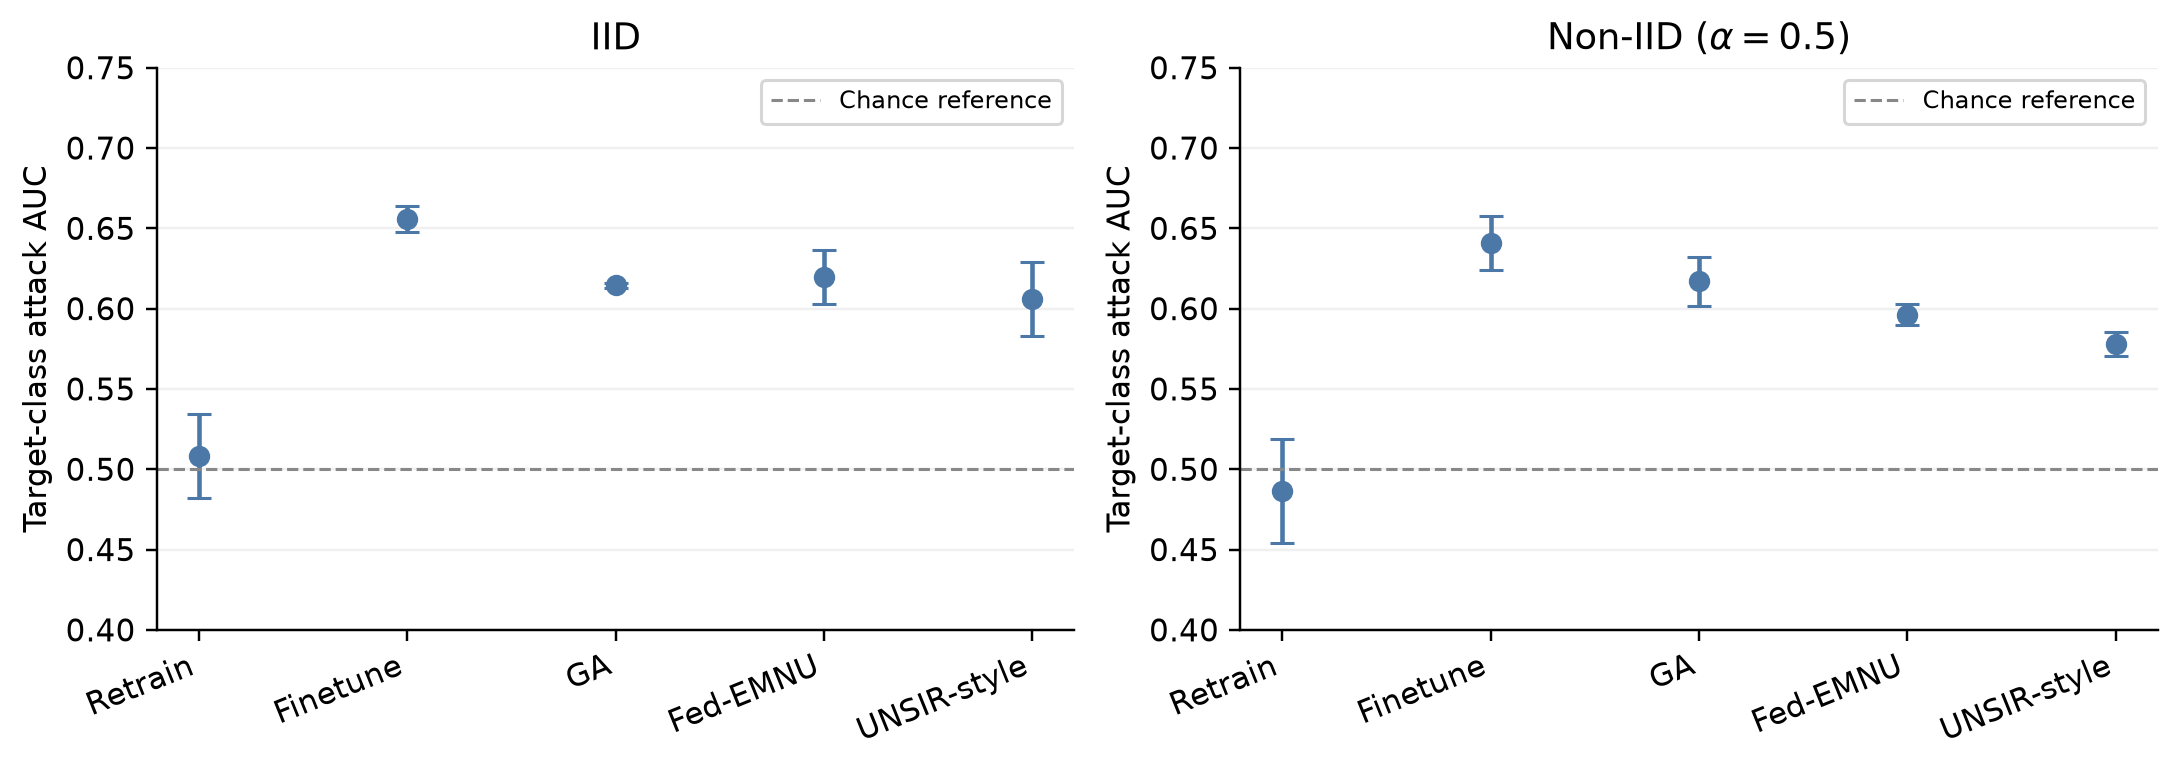 IID
Target-class attack AUC
0.75
0.70
0.65
0.60
0.55
0.50
0.45
0.40
Chance reference
Retrain
Finetune
GA
Fed-EMNU
UNSIR-style
Non-IID (α = 0.5)
Target-class attack AUC
0.75
0.70
0.65
0.60
0.55
0.50
0.45
0.40
Chance reference
Retrain
Finetune
GA
Fed-EMNU
UNSIR-style